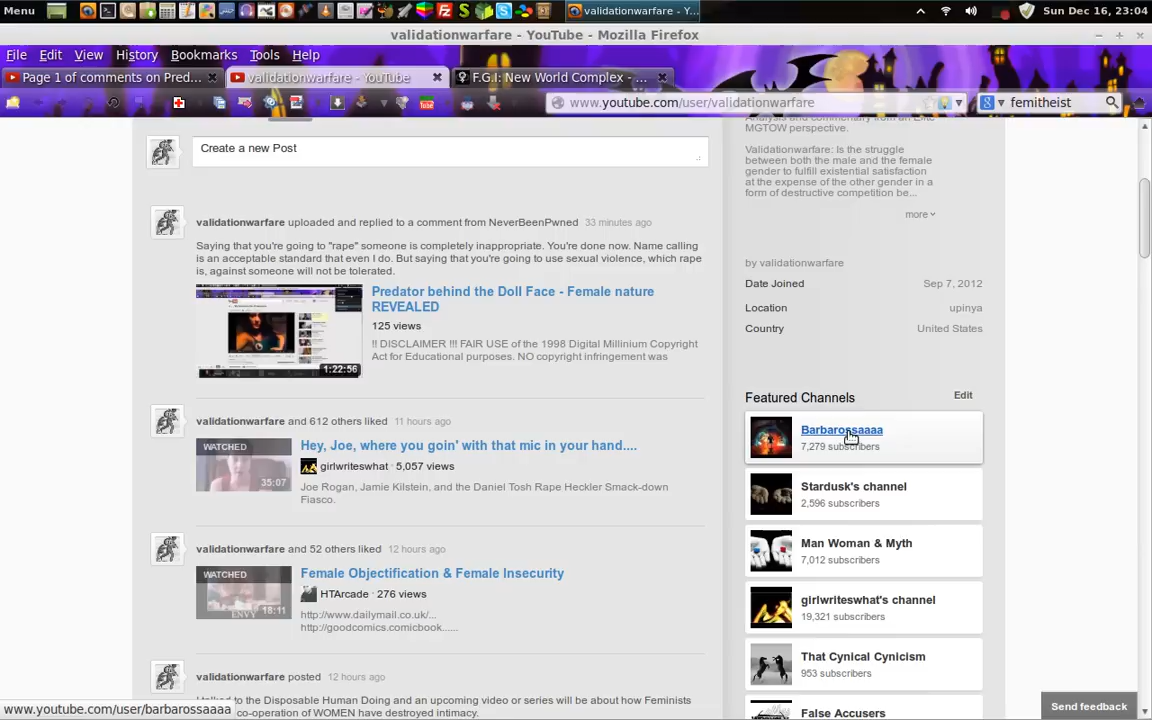 Menu
validationwarfare - Y...
Sun Dec 16, 23:04
validationwarfare - YouTube - Mozilla Firefox
File Edit View History Bookmarks Tools Help
Page 1 of comments on Pred...
validationwarfare - YouTube
F.G.I: New World Complex - ...
www.youtube.com/user/validationwarfare
femitheist
Create a new Post
validationwarfare uploaded and replied to a comment from NeverBeenPwned 33 minutes ago
Saying that you're going to "rape" someone is completely inappropriate. You're done now. Name calling
is an acceptable standard that even I do. But saying that you're going to use sexual violence, which rape
is, against someone will not be tolerated.
Predator behind the Doll Face - Female nature
REVEALED
125 views
!! DISCLAIMER !!! FAIR USE of the 1998 Digital Millinium Copyright
Act for Educational purposes. NO copyright infringement was
1:22:56
validationwarfare and 612 others liked 11 hours ago
WATCHED
35:07
Hey, Joe, where you goin' with that mic in your hand....
girlwriteswhat · 5,057 views
Joe Rogan, Jamie Kilstein, and the Daniel Tosh Rape Heckler Smack-down
Fiasco.
validationwarfare and 52 others liked 12 hours ago
WATCHED
ENVY
18:11
Female Objectification & Female Insecurity
HTArcade · 276 views
http://www.dailymail.co.uk/...
http://goodcomics.comicbook......
validationwarfare posted 12 hours ago
to the Disposable Human Doing and an upcoming video or series will be about how Feminists
co-operation of WOMEN have destroyed intimacy.
www.youtube.com/user/barbarossaaaa
MGTOW perspective.
Validationwarfare: Is the struggle
between both the male and the female
gender to fulfill existential satisfaction
at the expense of the other gender in a
form of destructive competition be...
more
by validationwarfare
Date Joined Sep 7, 2012
Location upinya
Country United States
Featured Channels Edit
Barbarossaaaa
7,279 subscribers
Stardusk's channel
2,596 subscribers
Man Woman & Myth
7,012 subscribers
girlwriteswhat's channel
19,321 subscribers
That Cynical Cynicism
953 subscribers
False Accusers
Send feedback